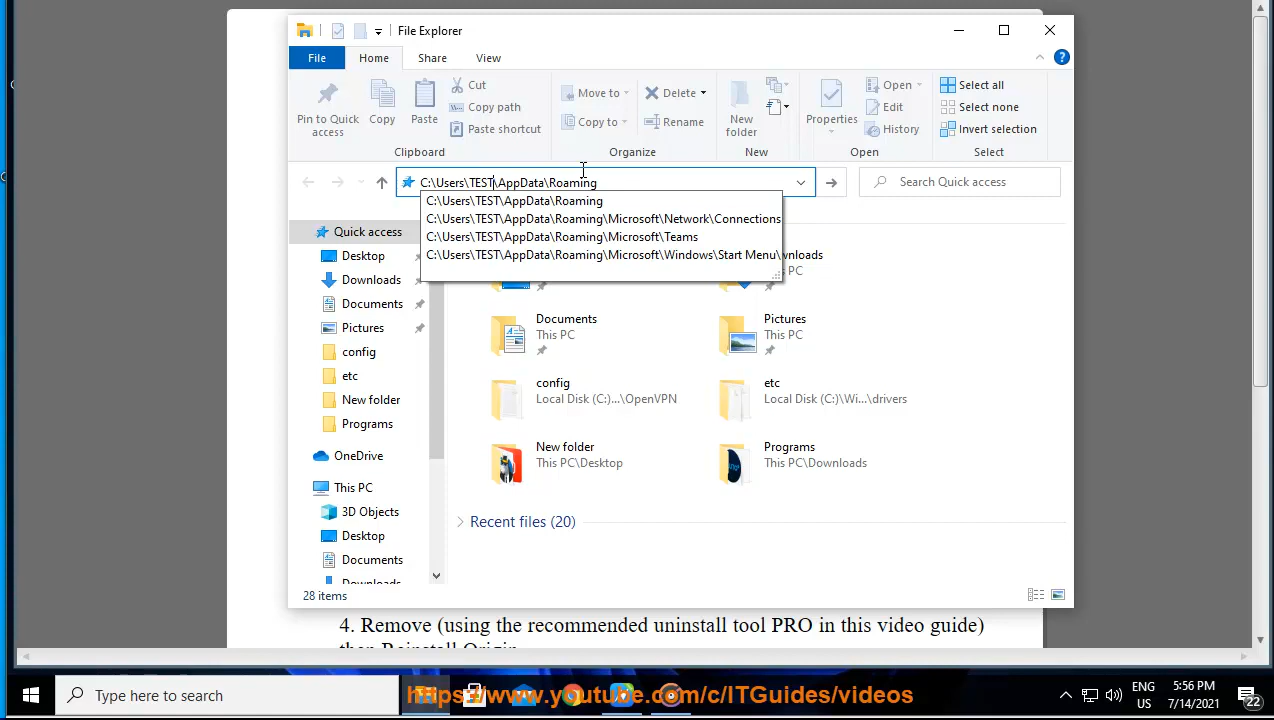 File Explorer
File
Home
Share
View
Pin to Quick access
Copy
Paste
Cut
Copy path
Paste shortcut
Clipboard
Move to
Copy to
Delete
Rename
Organize
New folder
New
Properties
Open
Edit
History
Open
Select all
Select none
Invert selection
Select
C:\Users\TEST\AppData\Roaming
Search Quick access
C:\Users\TEST\AppData\Roaming
C:\Users\TEST\AppData\Roaming\Microsoft\Network\Connections
C:\Users\TEST\AppData\Roaming\Microsoft\Teams
C:\Users\TEST\AppData\Roaming\Microsoft\Windows\Start Menu\
Quick access
Desktop
Downloads
Documents
Pictures
config
etc
New folder
Programs
OneDrive
This PC
3D Objects
Desktop
Documents
Downloads
Documents
This PC
Pictures
This PC
config
Local Disk (C:)...\OpenVPN
etc
Local Disk (C:)\Wi...\drivers
New folder
This PC\Desktop
Programs
This PC\Downloads
Recent files (20)
28 items
4. Remove (using the recommended uninstall tool PRO in this video guide)
then Reinstall Origin
Type here to search
https://www.youtube.com/c/ITGuides/videos
ENG
US
5:56 PM
7/14/2021
22